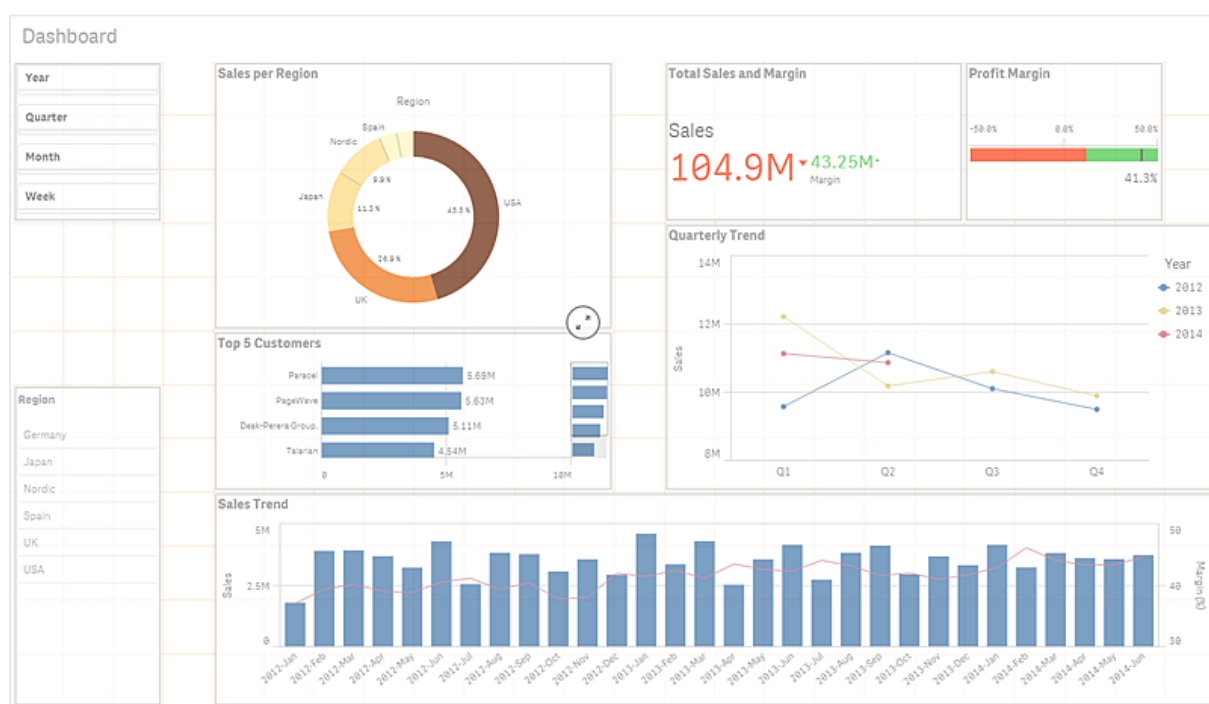 Dashboard
Year
Quarter
Month
Week
Region
Germany
Japan
Nordic
Spain
UK
USA
Sales per Region
Region
Spain
Nordic
Japan
UK
USA
9.9%
11.3%
26.9%
45.5%
Top 5 Customers
Paracel
PageWave
Desk-Perera Group.
Talarian
5.69M
5.63M
5.11M
4.54M
0
5M
10M
Total Sales and Margin
Sales
104.9M
43.25M
Margin
Profit Margin
-50.0%
0.0%
50.0%
41.3%
Quarterly Trend
14M
12M
10M
8M
Sales
Q1
Q2
Q3
Q4
Year
2012
2013
2014
Sales Trend
5M
2.5M
0
Sales
50
40
30
Margin (%)
2012-Jan
2012-Feb
2012-Mar
2012-Apr
2012-May
2012-Jun
2012-Jul
2012-Aug
2012-Sep
2012-Oct
2012-Nov
2012-Dec
2013-Jan
2013-Feb
2013-Mar
2013-Apr
2013-May
2013-Jun
2013-Jul
2013-Aug
2013-Sep
2013-Oct
2013-Nov
2013-Dec
2014-Jan
2014-Feb
2014-Mar
2014-Apr
2014-May
2014-Jun